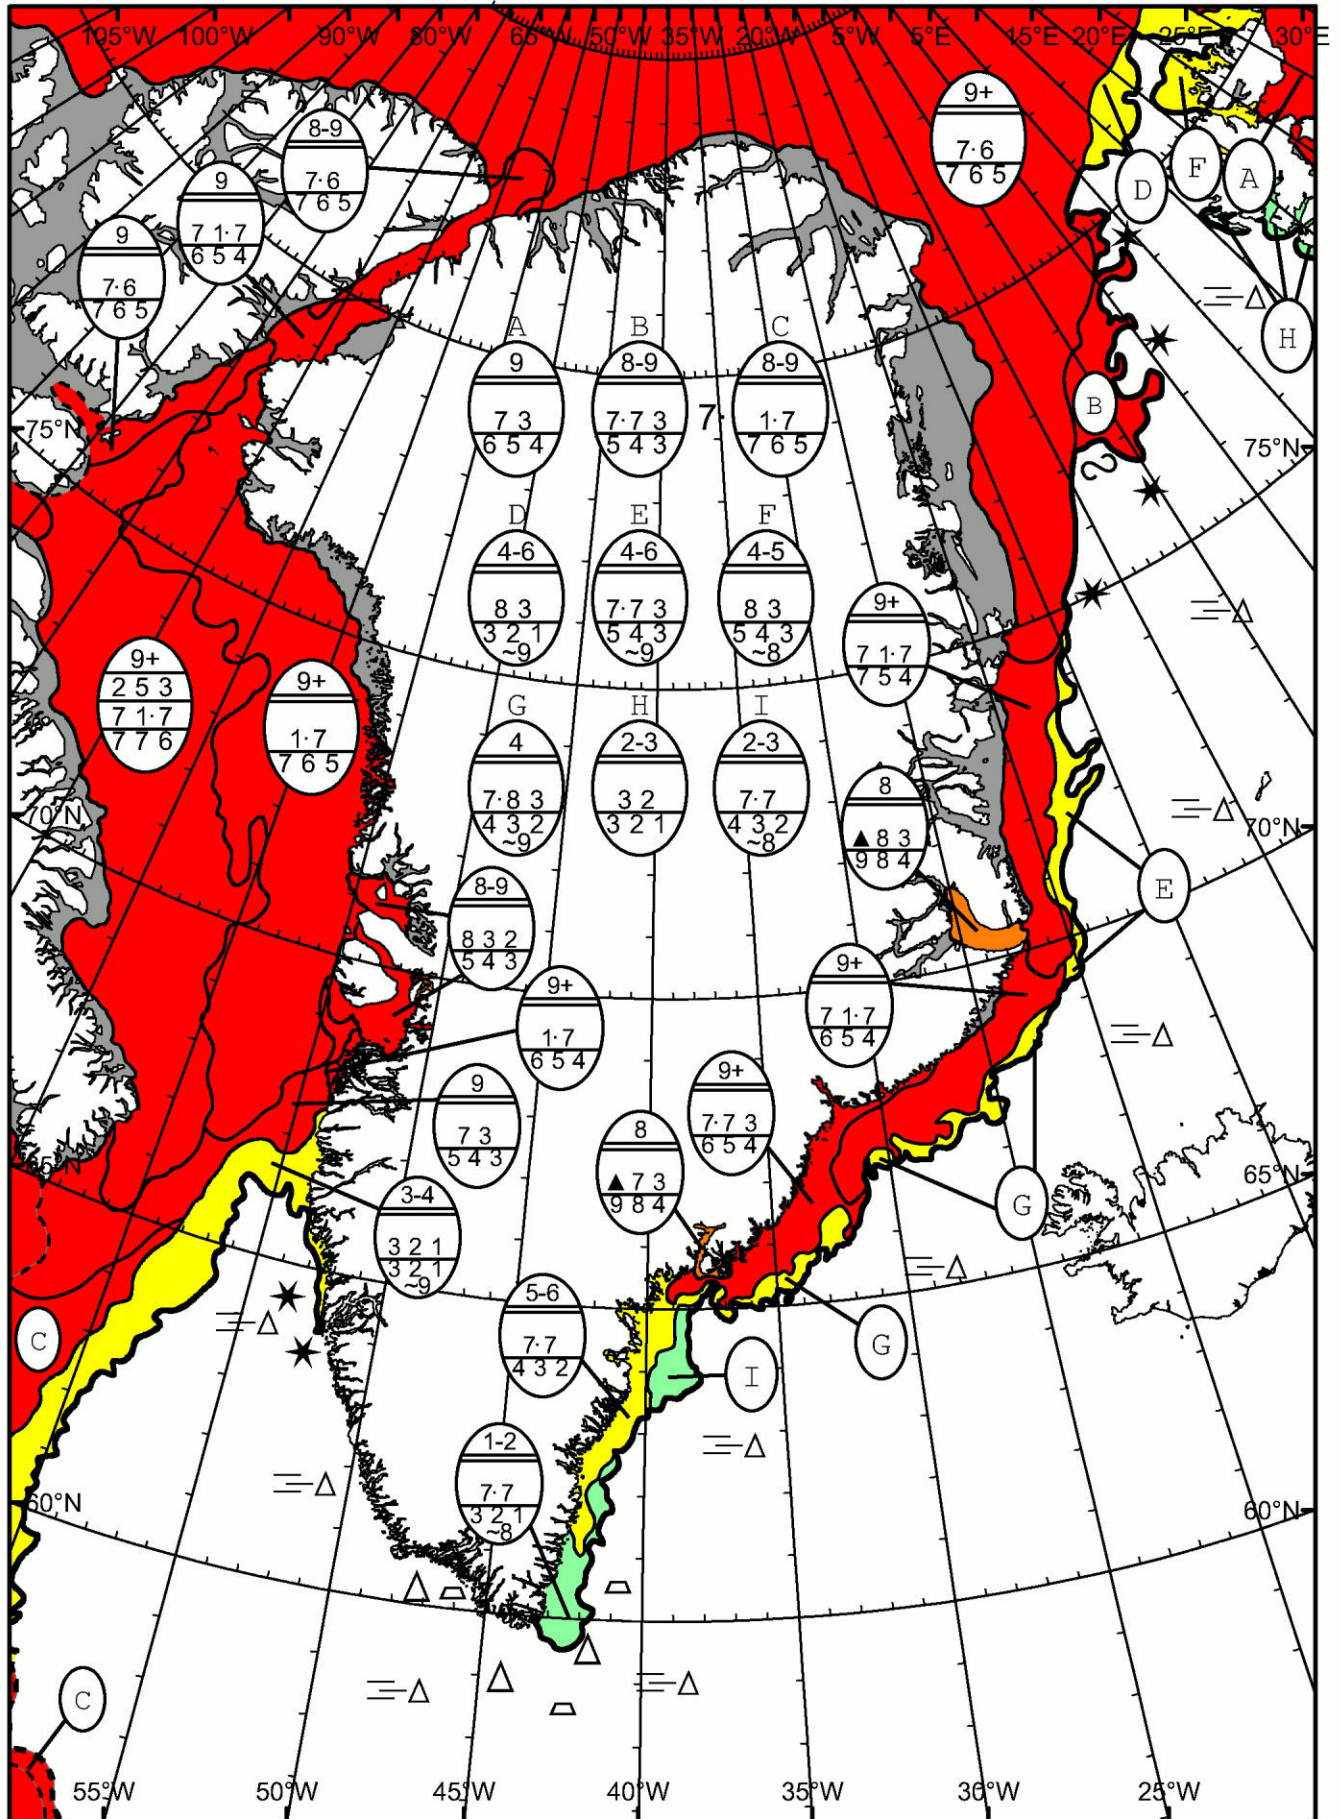 105°W 100°W 90°W 80°W 65°W 50°W 35°W 20°W 5°W 5°E 15°E 20°E 25°E 30°E
9+
7·6
7 6 5
8-9
7·6
7 6 5
9
7 1·7
6 5 4
9
7·6
7 6 5
D
F
A
H
B
75°N
75°N
A
9
7 3
6 5 4
B
8-9
7·7 3
5 4 3
7·
C
8-9
1·7
7 6 5
D
4-6
8 3
3 2 1
~9
E
4-6
7·7 3
5 4 3
~9
F
4-5
8 3
5 4 3
~8
9+
7 1·7
7 5 4
9+
2 5 3
7 1·7
7 7 6
9+
1·7
7 6 5
G
4
7·8 3
4 3 2
~9
H
2-3
3 2
3 2 1
I
2-3
7·7
4 3 2
~8
8
▲ 8 3
9 8 4
70°N
70°N
E
8-9
8 3 2
5 4 3
9+
1·7
6 5 4
9+
7 1·7
6 5 4
9
7 3
5 4 3
9+
7·7 3
6 5 4
8
▲ 7 3
9 8 4
65°N
65°N
3-4
3 2 1
3 2 1
~9
G
G
C
5-6
7·7
4 3 2
I
1-2
7·7
3 2 1
~8
60°N
60°N
C
55°W 50°W 45°W 40°W 35°W 30°W 25°W